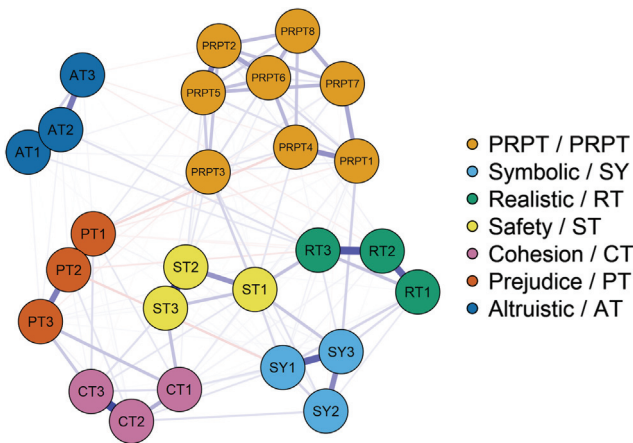 PRPT8
PRPT2
AT3
PRPT6
PRPT7
PRPT5
AT2
AT1
PRPT4
PRPT1
PRPT3
PRPT / PRPT
Symbolic / SY
Realistic / RT
Safety / ST
Cohesion / CT
Prejudice / PT
Altruistic / AT
PT1
RT3
RT2
PT2
ST2
ST1
RT1
ST3
PT3
SY3
SY1
CT3
CT1
SY2
CT2